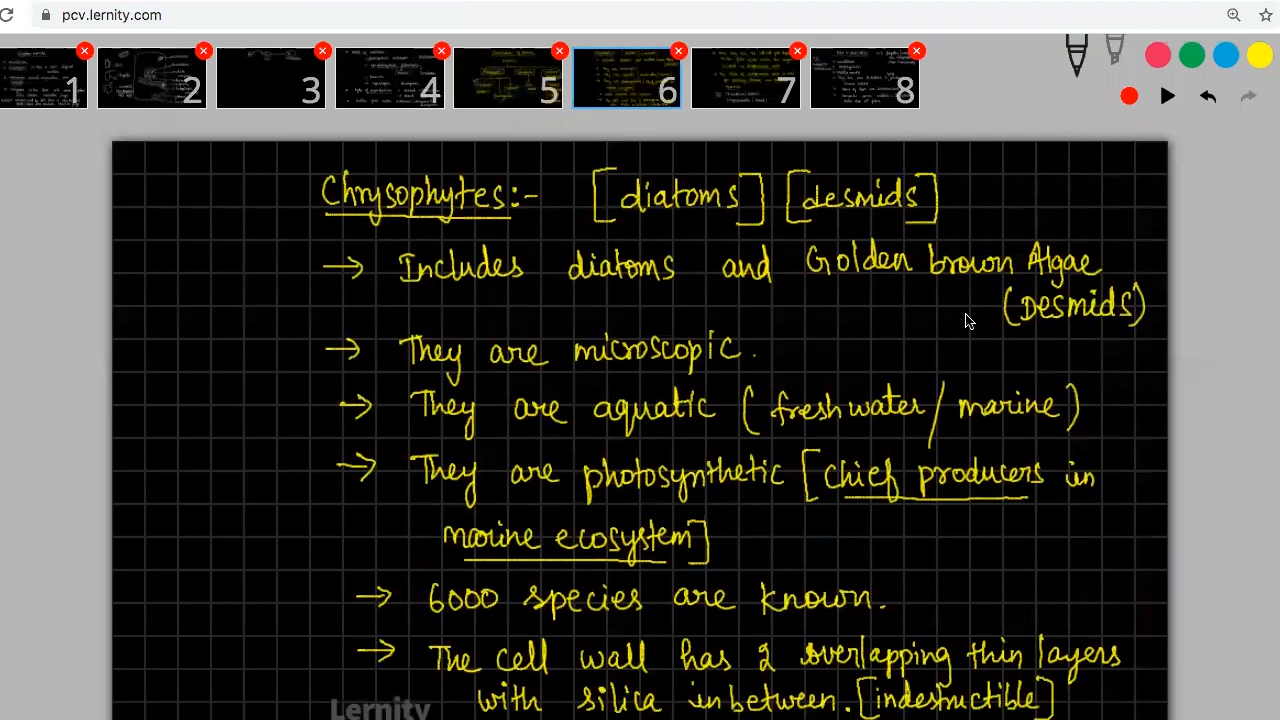 pcv.lernity.com
1 2 3 4 5 6 7 8
Chrysophytes:- [diatoms] [desmids]
→ Includes diatoms and Golden brown Algae
(Desmids)
→ They are microscopic.
→ They are aquatic (freshwater/marine)
→ They are photosynthetic [chief producers in
marine ecosystem]
→ 6000 species are known.
→ The cell wall has 2 overlapping thin layers
with silica inbetween. [indestructible]
Lernity